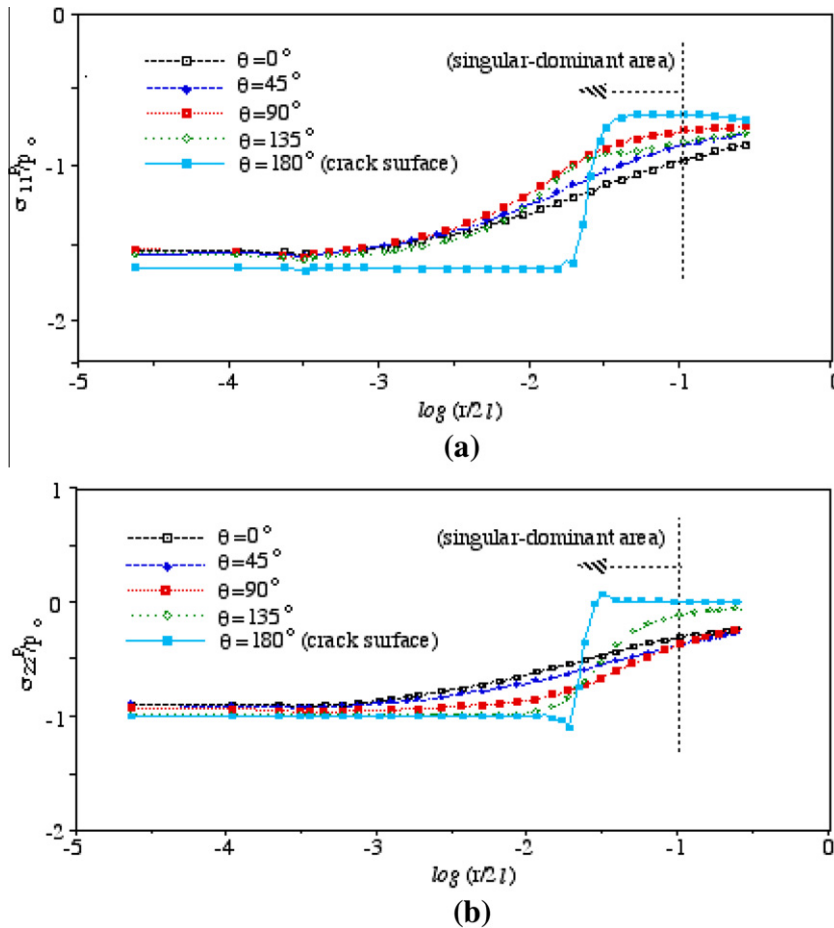 0
-1
-2
σ11ᴾ/p₀
θ=0°
θ=45°
θ=90°
θ=135°
θ=180° (crack surface)
(singular-dominant area)
-5 -4 -3 -2 -1 0
log (r/2l)
(a)
1
0
-1
-2
σ22ᴾ/p₀
θ=0°
θ=45°
θ=90°
θ=135°
θ=180° (crack surface)
(singular-dominant area)
-5 -4 -3 -2 -1 0
log (r/2l)
(b)